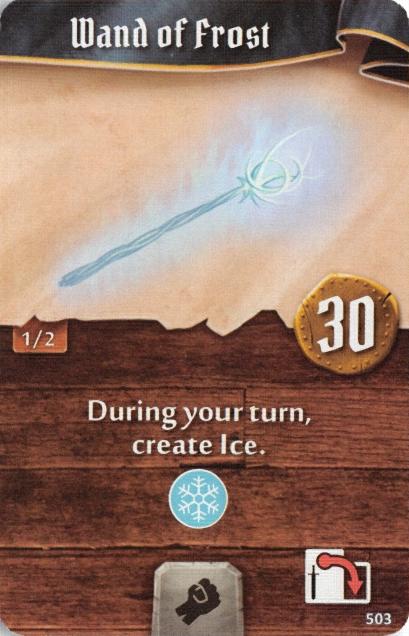 Wand of Frost
1/2
30
During your turn,
create Ice.
503